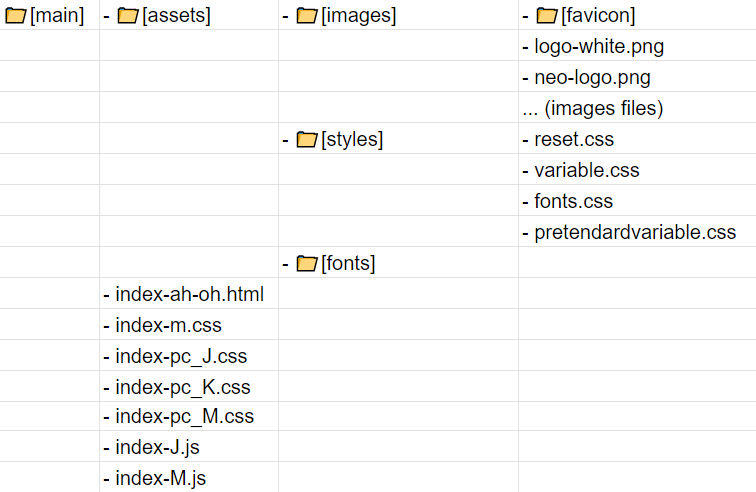 [main] - [assets] - [images] - [favicon]
- logo-white.png
- neo-logo.png
... (images files)
- [styles] - reset.css
- variable.css
- fonts.css
- pretendardvariable.css
- [fonts]
- index-ah-oh.html
- index-m.css
- index-pc_J.css
- index-pc_K.css
- index-pc_M.css
- index-J.js
- index-M.js